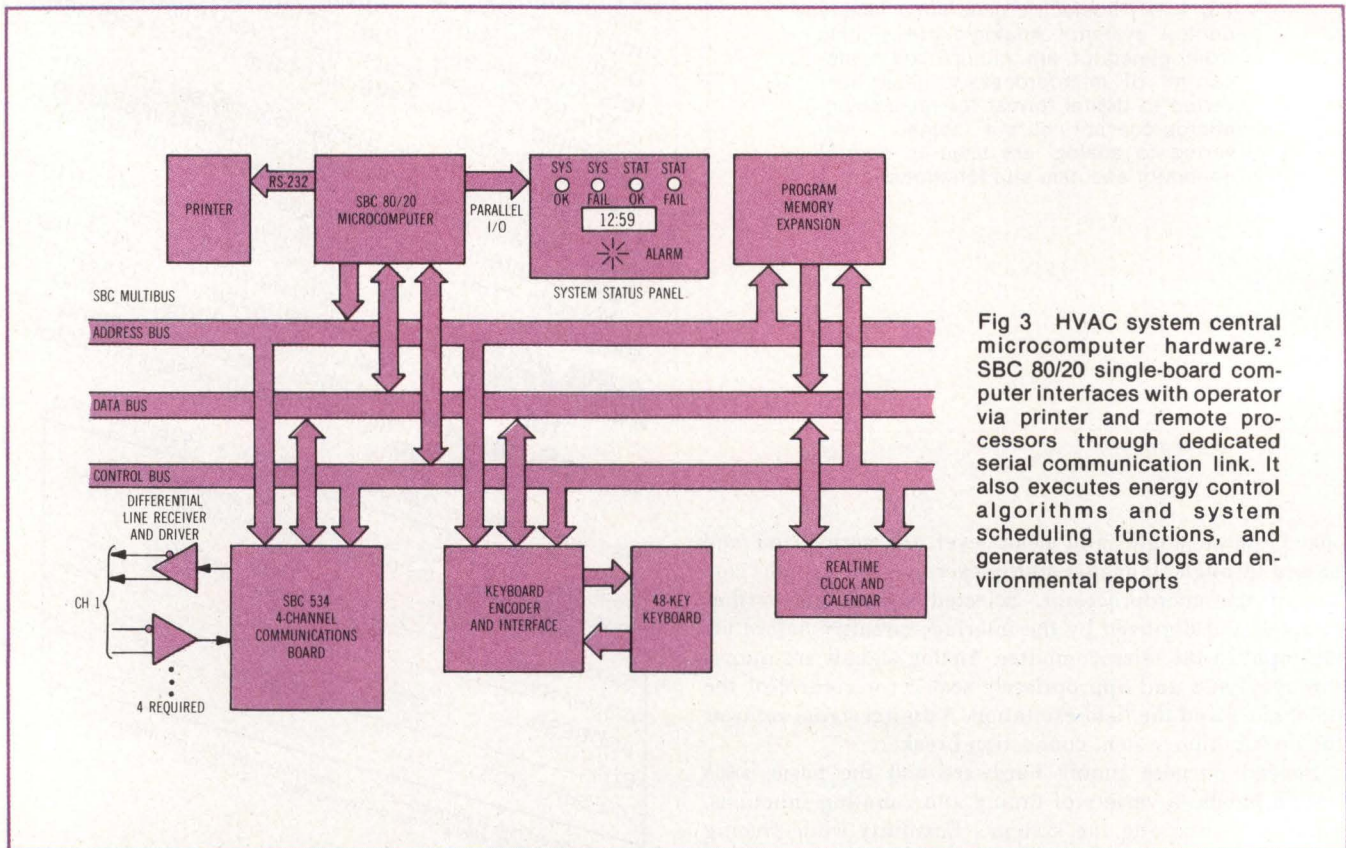 PRINTER
RS-232
SBC 80/20
MICROCOMPUTER
PARALLEL
I/O
SYS SYS STAT STAT
OK FAIL OK FAIL
12:59
ALARM
SYSTEM STATUS PANEL
PROGRAM
MEMORY
EXPANSION
SBC MULTIBUS
ADDRESS BUS
DATA BUS
CONTROL BUS
DIFFERENTIAL
LINE RECEIVER
AND DRIVER
CH 1
4 REQUIRED
SBC 534
4-CHANNEL
COMMUNICATIONS
BOARD
KEYBOARD
ENCODER
AND INTERFACE
48-KEY
KEYBOARD
REALTIME
CLOCK AND
CALENDAR
Fig 3 HVAC system central
microcomputer hardware.²
SBC 80/20 single-board com-
puter interfaces with operator
via printer and remote pro-
cessors through dedicated
serial communication link. It
also executes energy control
algorithms and system
scheduling functions, and
generates status logs and en-
vironmental reports